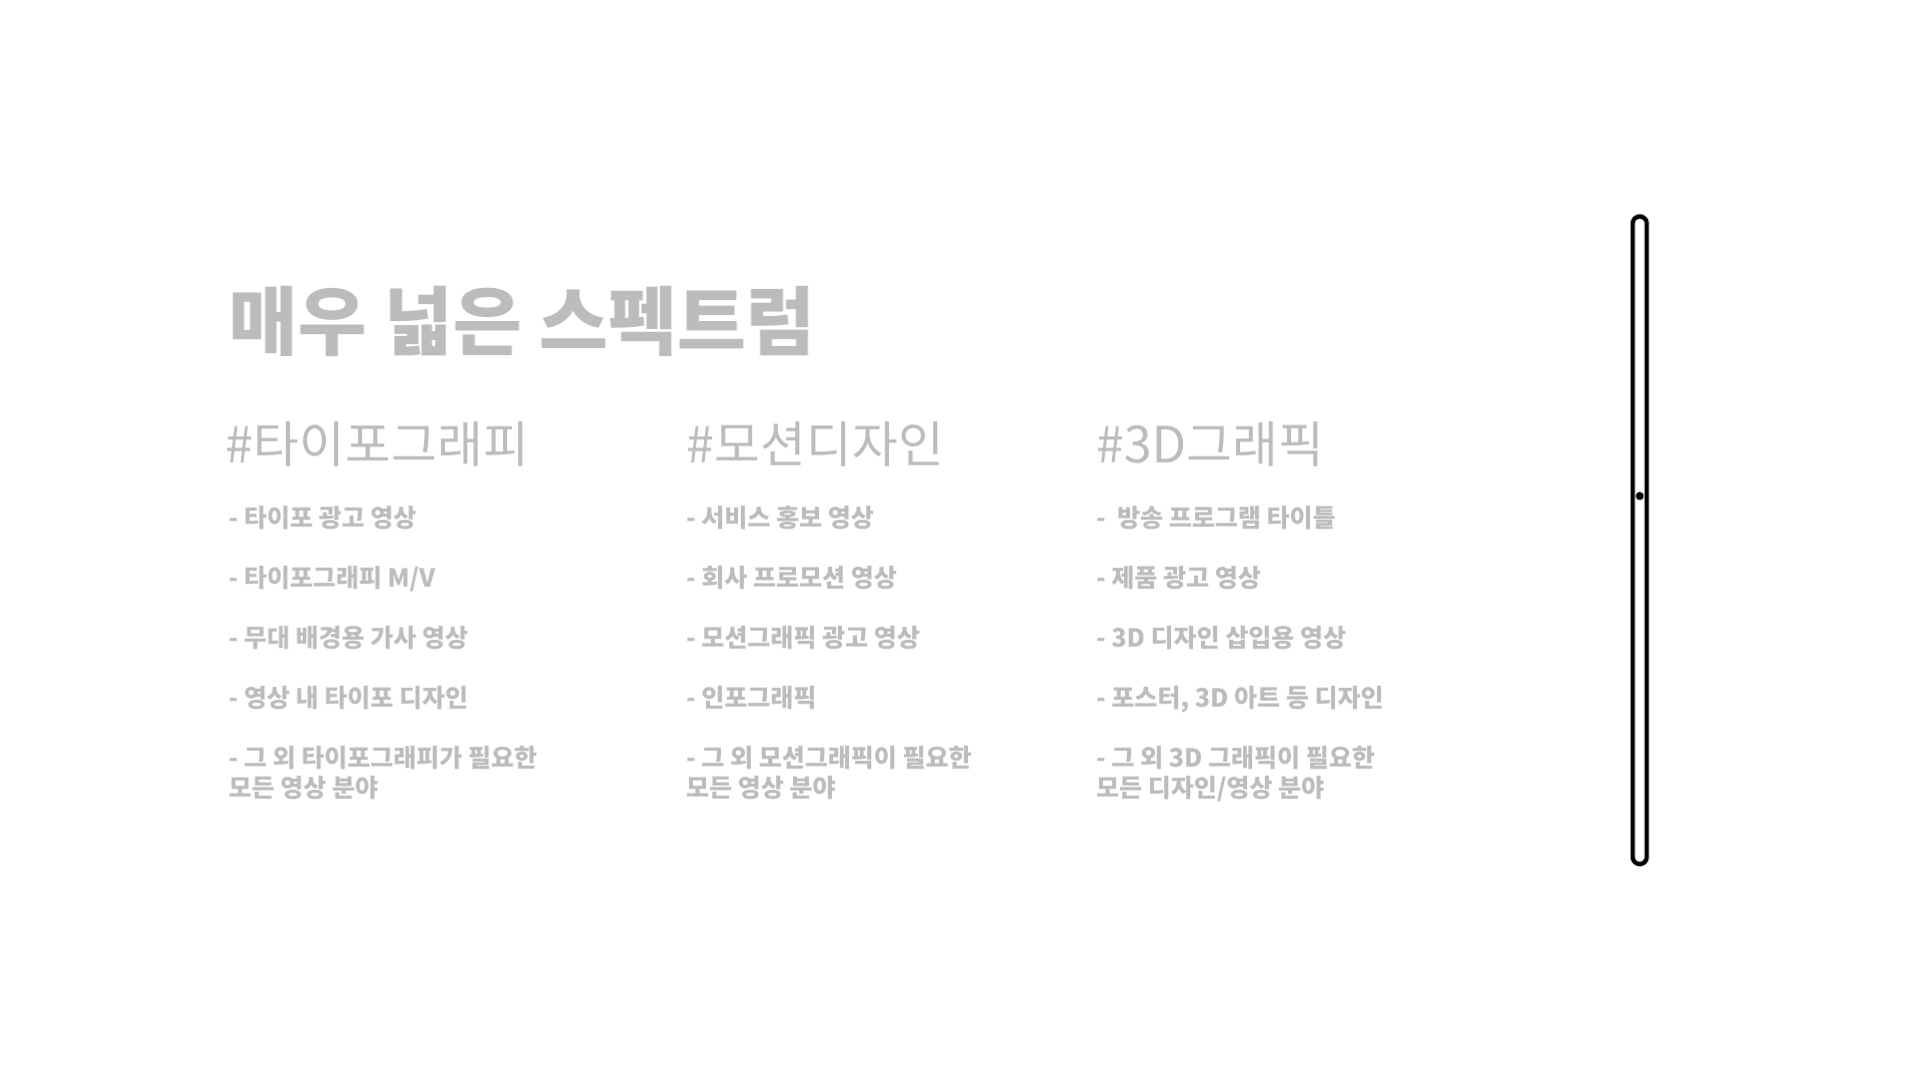 매우 넓은 스펙트럼
#타이포그래피
- 타이포 광고 영상
- 타이포그래피 M/V
- 무대 배경용 가사 영상
- 영상 내 타이포 디자인
- 그 외 타이포그래피가 필요한
모든 영상 분야
#모션디자인
- 서비스 홍보 영상
- 회사 프로모션 영상
- 모션그래픽 광고 영상
- 인포그래픽
- 그 외 모션그래픽이 필요한
모든 영상 분야
#3D그래픽
- 방송 프로그램 타이틀
- 제품 광고 영상
- 3D 디자인 삽입용 영상
- 포스터, 3D 아트 등 디자인
- 그 외 3D 그래픽이 필요한
모든 디자인/영상 분야